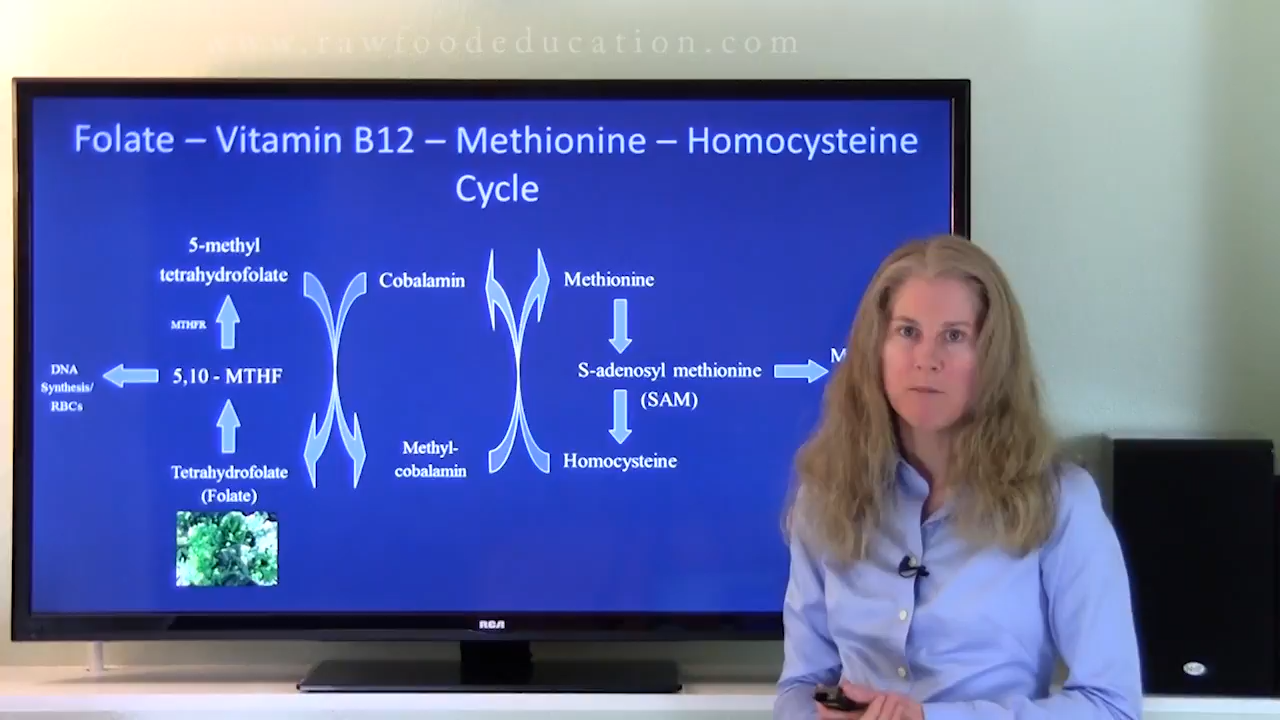 www.rawfoodeducation.com
Folate – Vitamin B12 – Methionine – Homocysteine
Cycle
5-methyl
tetrahydrofolate
Cobalamin
Methionine
MTHFR
DNA
Synthesis/
RBCs
5,10 - MTHF
S-adenosyl methionine
(SAM)
M
Methyl-
cobalamin
Homocysteine
Tetrahydrofolate
(Folate)
RCA